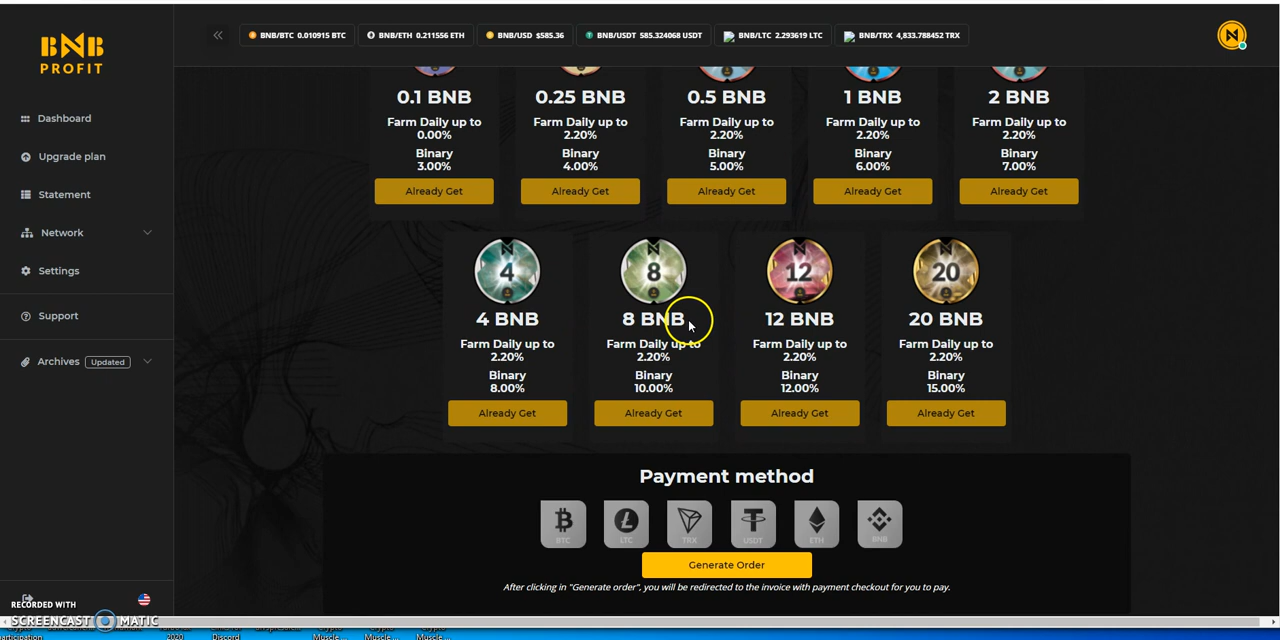 BNB
PROFIT
BNB/BTC 0.010915 BTC
BNB/ETH 0.211556 ETH
BNB/USD $585.36
BNB/USDT 585.324068 USDT
BNB/LTC 2.293619 LTC
BNB/TRX 4,833.788452 TRX
Dashboard
Upgrade plan
Statement
Network
Settings
Support
Archives Updated
0.1 BNB
Farm Daily up to
0.00%
Binary
3.00%
Already Get
0.25 BNB
Farm Daily up to
2.20%
Binary
4.00%
Already Get
0.5 BNB
Farm Daily up to
2.20%
Binary
5.00%
Already Get
1 BNB
Farm Daily up to
2.20%
Binary
6.00%
Already Get
2 BNB
Farm Daily up to
2.20%
Binary
7.00%
Already Get
4
4 BNB
Farm Daily up to
2.20%
Binary
8.00%
Already Get
8
8 BNB
Farm Daily up to
2.20%
Binary
10.00%
Already Get
12
12 BNB
Farm Daily up to
2.20%
Binary
12.00%
Already Get
20
20 BNB
Farm Daily up to
2.20%
Binary
15.00%
Already Get
Payment method
BTC
LTC
TRX
USDT
ETH
BNB
Generate Order
After clicking in "Generate order", you will be redirected to the invoice with payment checkout for you to pay.
RECORDED WITH
SCREENCAST MATIC
2020
Discord
Muscle...
Muscle...
Muscle...